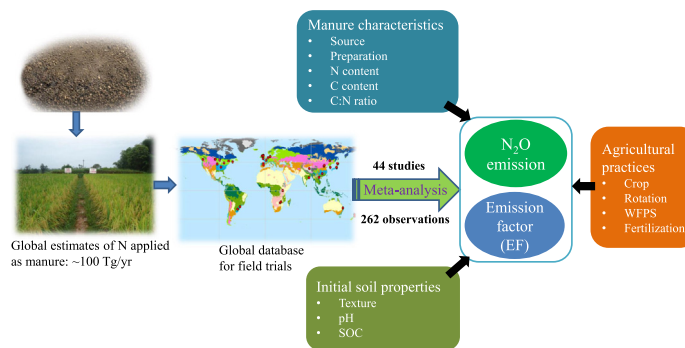 Manure characteristics
• Source
• Preparation
• N content
• C content
• C:N ratio
Global estimates of N applied
as manure: ~100 Tg/yr
Global database
for field trials
44 studies
Meta-analysis
262 observations
N₂O
emission
Emission
factor
(EF)
Agricultural
practices
• Crop
• Rotation
• WFPS
• Fertilization
Initial soil properties
• Texture
• pH
• SOC